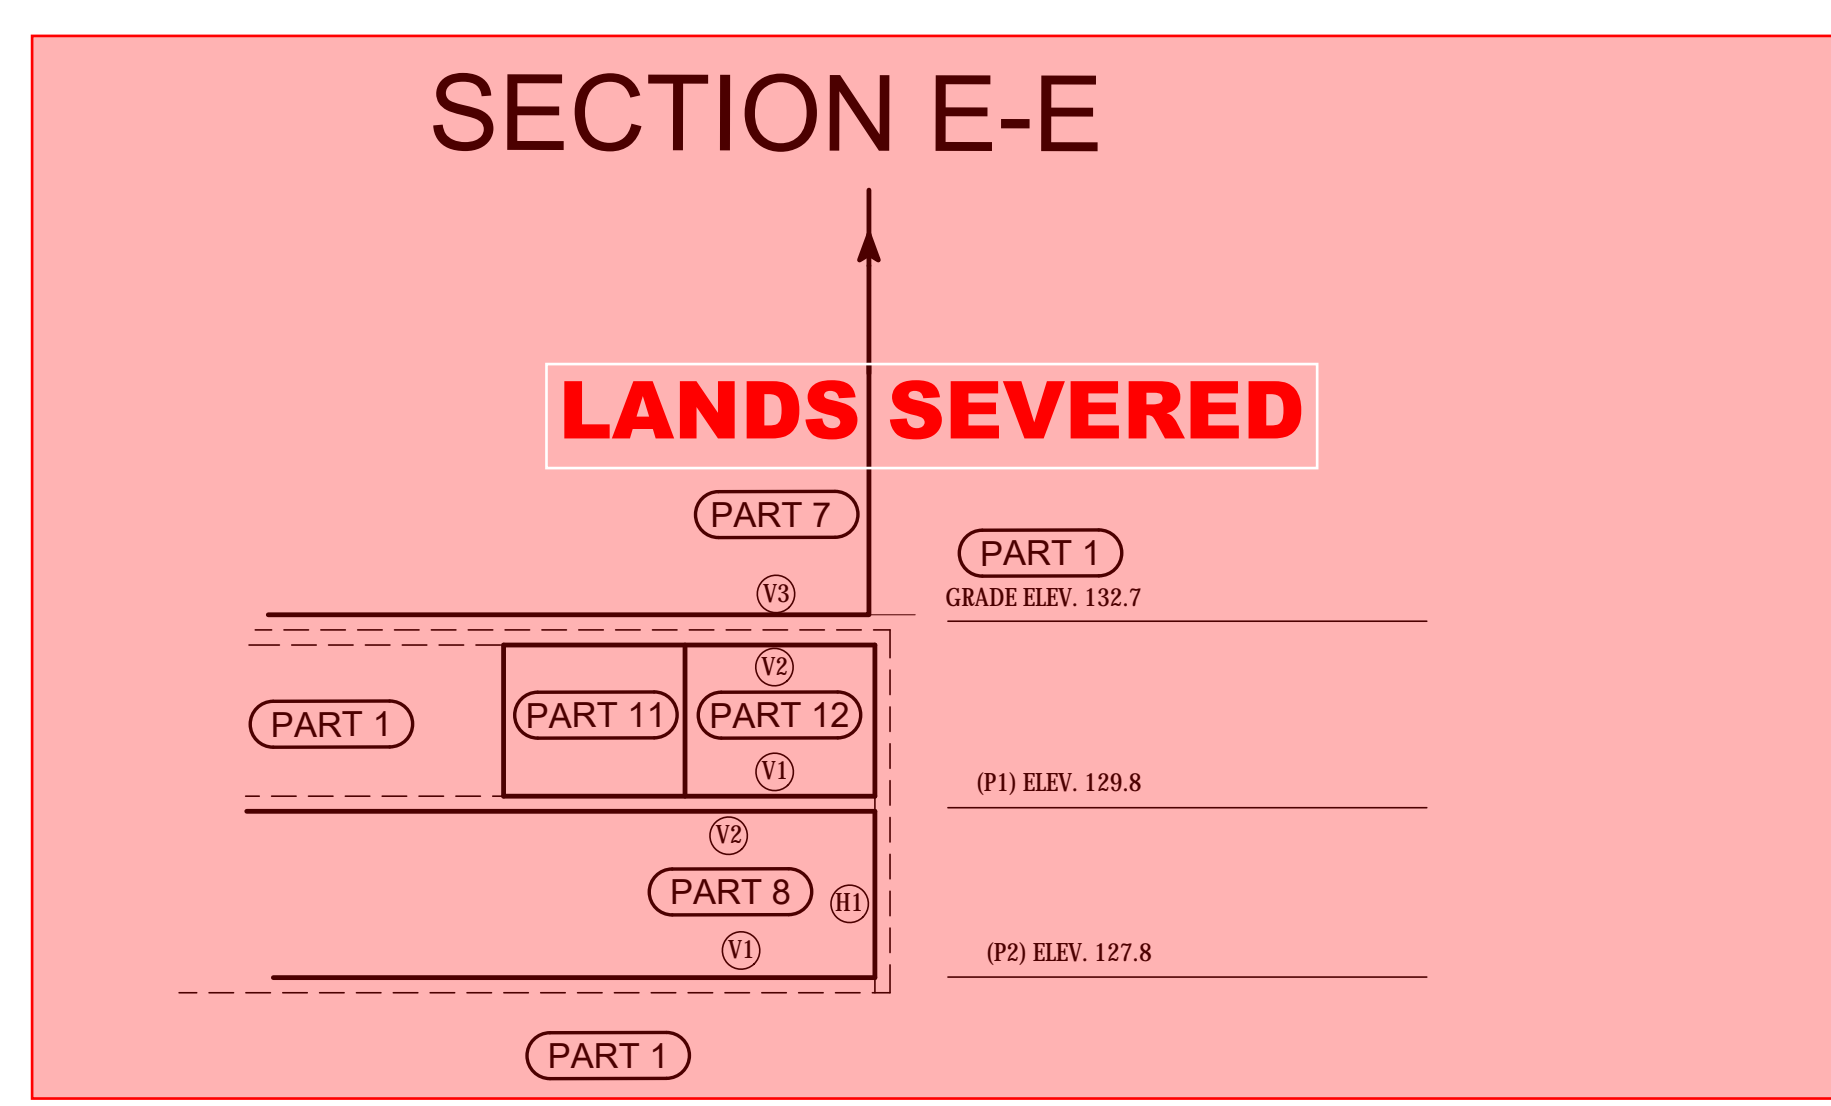 SECTION E-E
LANDS SEVERED
PART 7
PART 1
V3
GRADE ELEV. 132.7
V2
PART 1
PART 11
PART 12
V1
(P1) ELEV. 129.8
V2
PART 8
H1
V1
(P2) ELEV. 127.8
PART 1